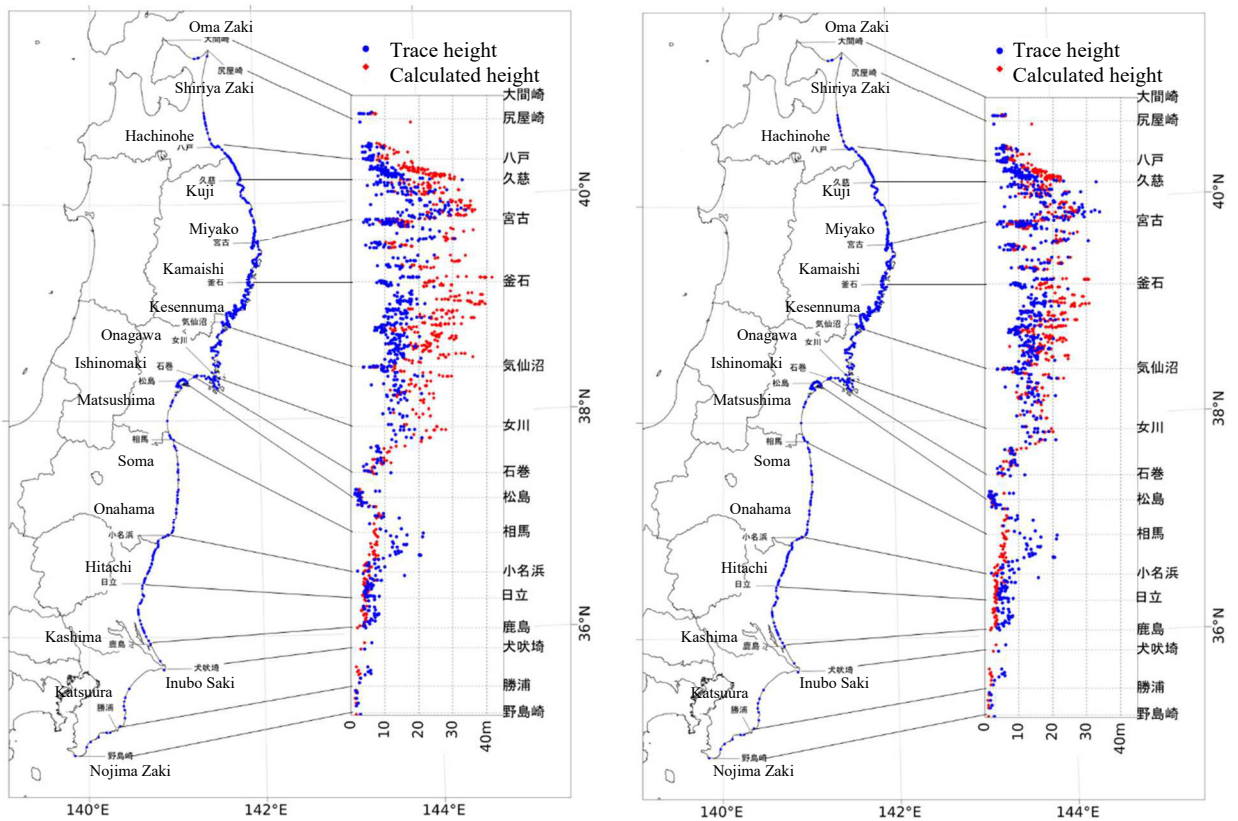 Oma Zaki
大間崎
Trace height
Calculated height
尻屋崎
Shiriya Zaki
大間崎
尻屋崎
Hachinohe
八戸
八戸
久慈
久慈
Kuji
Miyako
宮古
宮古
Kamaishi
釜石
釜石
Kesennuma
気仙沼
Onagawa
女川
Ishinomaki
石巻
気仙沼
松島
Matsushima
女川
相馬
Soma
石巻
松島
Onahama
小名浜
相馬
Hitachi
小名浜
日立
日立
Kashima
鹿島
鹿島
犬吠埼
犬吠埼
Inubo Saki
Katsuura
勝浦
勝浦
野島崎
野島崎
Nojima Zaki
0
10
20
30
40m
40°N
38°N
36°N
140°E
142°E
144°E
Oma Zaki
大間崎
Trace height
Calculated height
尻屋崎
Shiriya Zaki
大間崎
尻屋崎
Hachinohe
八戸
八戸
久慈
久慈
Kuji
Miyako
宮古
宮古
Kamaishi
釜石
釜石
Kesennuma
気仙沼
Onagawa
女川
Ishinomaki
石巻
気仙沼
松島
Matsushima
女川
相馬
Soma
石巻
松島
Onahama
小名浜
相馬
Hitachi
小名浜
日立
日立
Kashima
鹿島
鹿島
犬吠埼
犬吠埼
Inubo Saki
Katsuura
勝浦
勝浦
野島崎
野島崎
Nojima Zaki
0
10
20
30
40m
40°N
38°N
36°N
140°E
142°E
144°E